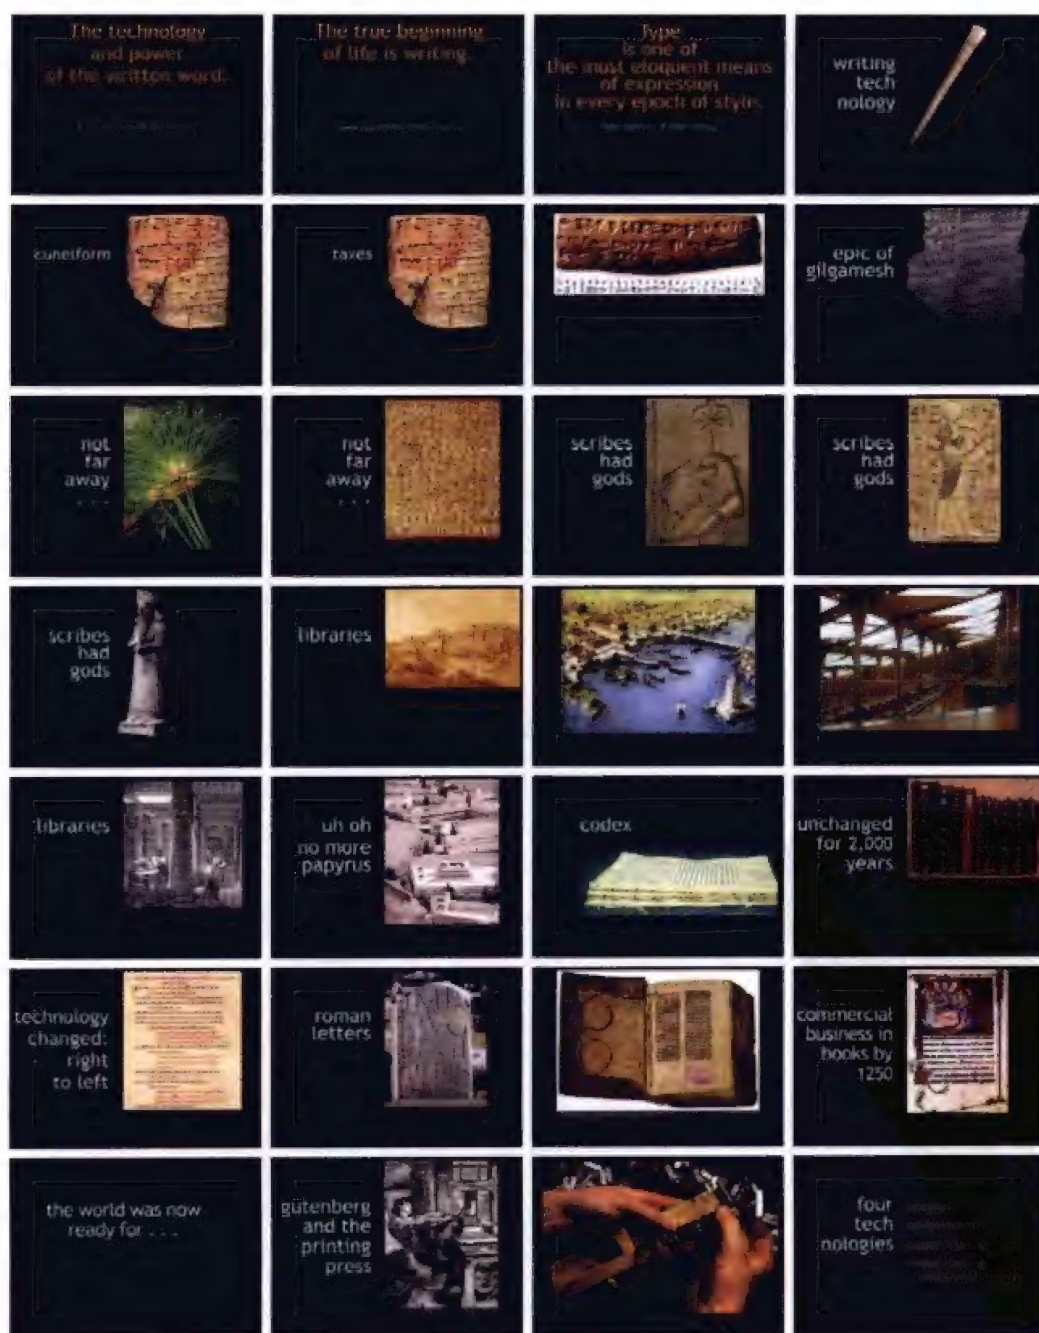 The technology
and power
of the written word.
The true beginning
of life is writing.
Type
is one of
the most eloquent means
of expression
in every epoch of style.
writing
tech
nology
cuneiform
taxes
epic of
gilgamesh
not
far
away
. . .
not
far
away
. . .
scribes
had
gods
scribes
had
gods
scribes
had
gods
libraries
libraries
uh oh
no more
papyrus
codex
unchanged
for 2,000
years
technology
changed:
right
to left
roman
letters
commercial
business in
books by
1250
the world was now
ready for . . .
gutenberg
and the
printing
press
four
tech
nologies